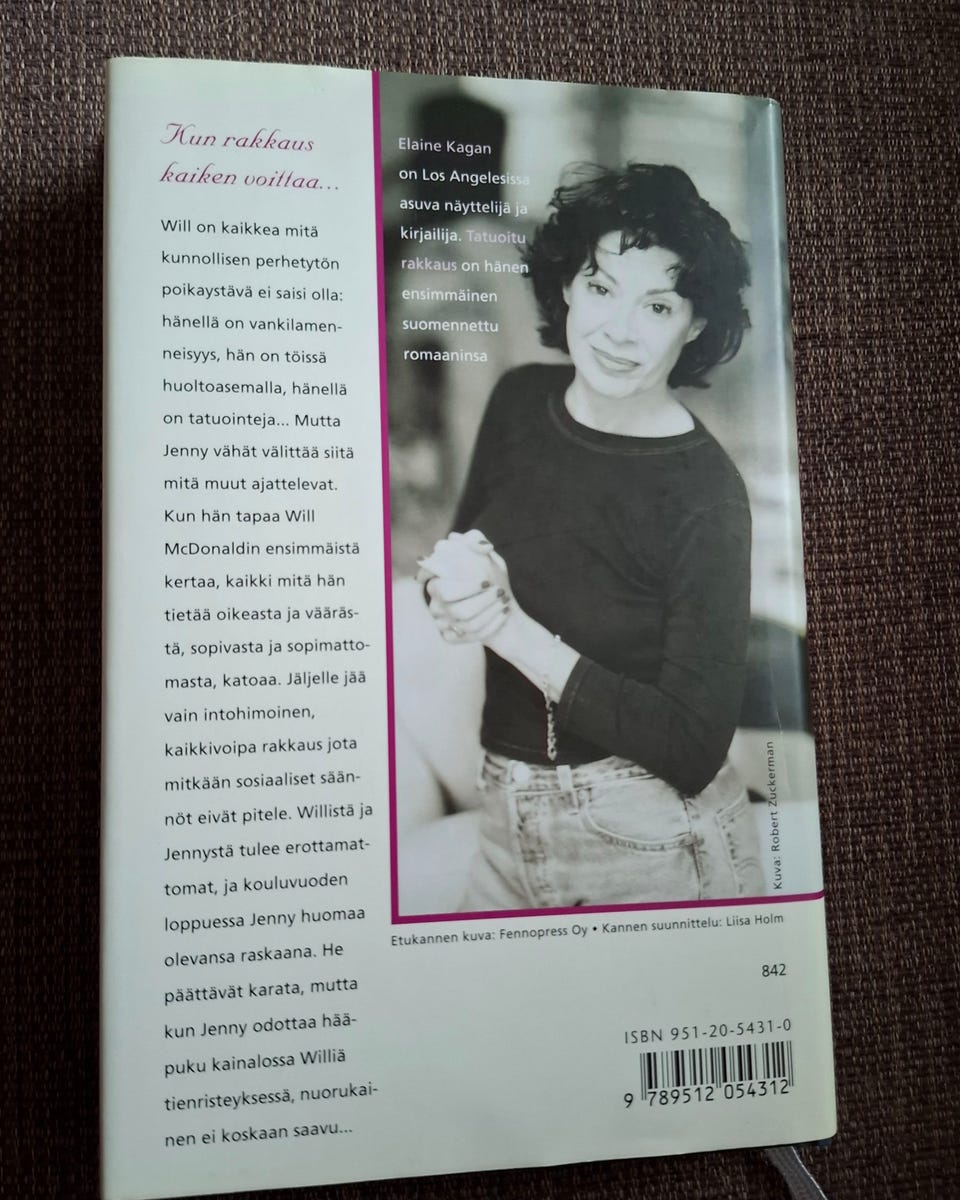 Kun rakkaus
kaiken voittaa...
Will on kaikkea mitä
kunnollisen perhetytön
poikaystävä ei saisi olla:
hänellä on vankilamen-
neisyys, hän on töissä
huoltoasemalla, hänellä
on tatuointeja... Mutta
Jenny vähät välittää siitä
mitä muut ajattelevat.
Kun hän tapaa Will
McDonaldin ensimmäistä
kertaa, kaikki mitä hän
tietää oikeasta ja vääräs-
tä, sopivasta ja sopimatto-
masta, katoaa. Jäljelle jää
vain intohimoinen,
kaikkivoipa rakkaus jota
mitkään sosiaaliset sään-
nöt eivät pitele. Willistä ja
Jennystä tulee erottamat-
tomat, ja kouluvuoden
loppuessa Jenny huomaa
olevansa raskaana. He
päättävät karata, mutta
kun Jenny odottaa hää-
puku kainalossa Williä
tienristeyksessä, nuorukai-
nen ei koskaan saavu...
Elaine Kagan
on Los Angelesissa
asuva näyttelijä ja
kirjailija. Tatuoitu
rakkaus on hänen
ensimmäinen
suomennettu
romaaninsa
Kuva: Robert Zuckerman
Etukannen kuva: Fennopress Oy • Kannen suunnittelu: Liisa Holm
842
ISBN 951-20-5431-0
9 789512 054312